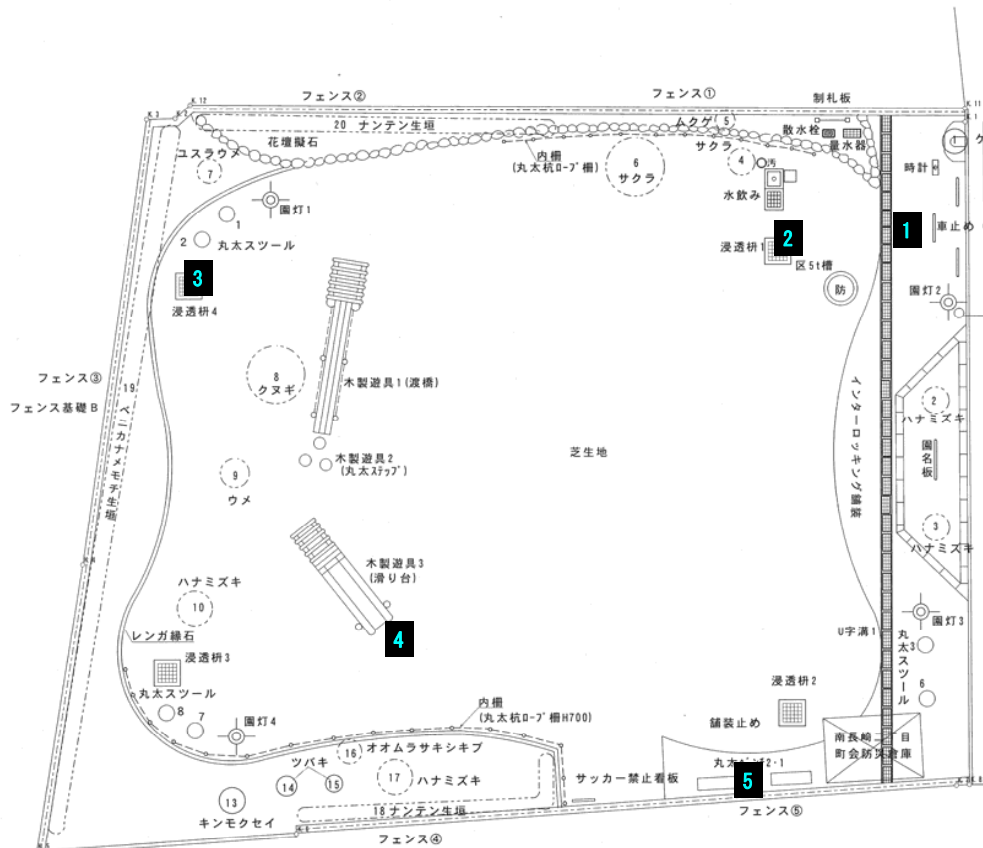 フェンス②
フェンス①
制札板
K.12
K.11
K.3
K.2
K.1
20 ナンテン生垣
ムクゲ
5
散水栓
量水器
花壇擬石
内柵
(丸太杭ロープ柵)
サクラ
4
汚
6
サクラ
1
ケ
時計
ユスラウメ
7
水飲み
園灯1
1
2
丸太スツール
浸透桝1
2
1
車止め
区5t槽
防
園灯2
3
浸透桝4
木製遊具1(渡橋)
8
クヌギ
フェンス③
フェンス基礎B
19 ベニカナメモチ生垣
インターロッキング舗装
2
ハナミズキ
園名板
3
ハナミズキ
芝生地
木製遊具2
(丸太ステップ)
9
ウメ
木製遊具3
(滑り台)
ハナミズキ
10
4
レンガ縁石
U字溝1
園灯3
丸太スツール
3
6
浸透桝3
浸透桝2
丸太スツール
8
7
園灯4
内柵
(丸太杭ロープ柵H700)
舗装止め
南長崎二丁目
町会防災倉庫
16
オオムラサキシキブ
ツバキ
14
15
17
ハナミズキ
サッカー禁止看板
丸太ベンチ2・1
5
13
キンモクセイ
18 ナンテン生垣
フェンス⑤
フェンス④